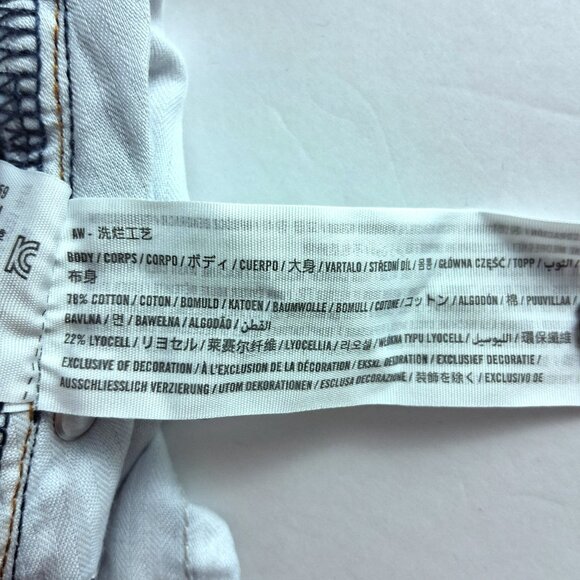 AW - 洗烂工艺
BODY / CORPS / CORPO / ボディ / CUERPO / 大身 / VARTALO / STŘEDNÍ DÍL / 몸통 / GŁÓWNA CZĘŚĆ / TOPP / الثوب /
布身
78% COTTON / COTON / BOMULD / KATOEN / BAUMWOLLE / BOMULL / COTONE / コットン / ALGODÓN / 棉 / PUUVILLAA /
BAVLNA / 면 / BAWEŁNA / ALGODÃO / القطن /
22% LYOCELL / リヨセル / 莱赛尔纤维 / LYOCELLIA / 리오셀 / WŁÓKNA TYPU LYOCELL / الليوسيل / 環保纖維
EXCLUSIVE OF DECORATION / À L'EXCLUSION DE LA DÉCORATION / EKSKL. DEKORATION / EXCLUSIEF DECORATIE /
AUSSCHLIESSLICH VERZIERUNG / UTOM DEKORATIONEN / ESCLUSA DECORAZIONE / 装飾を除く / EXCLUSIVO DE